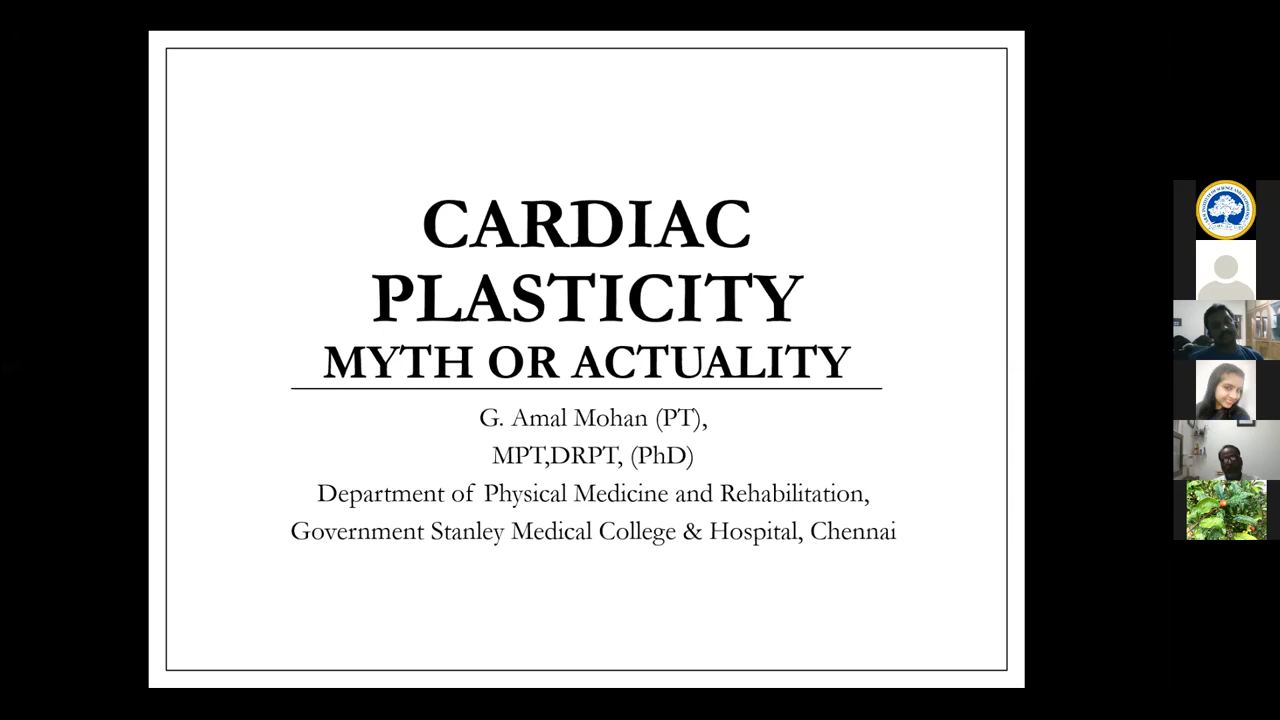 CARDIAC
PLASTICITY
MYTH OR ACTUALITY
G. Amal Mohan (PT),
MPT,DRPT, (PhD)
Department of Physical Medicine and Rehabilitation,
Government Stanley Medical College & Hospital, Chennai